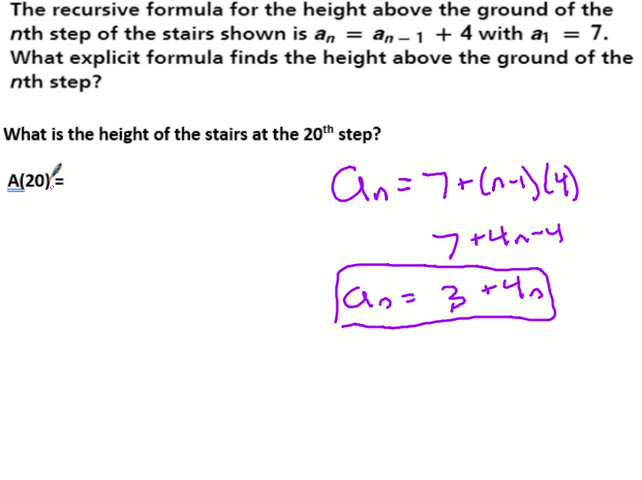 The recursive formula for the height above the ground of the
nth step of the stairs shown is aₙ = aₙ₋₁ + 4 with a₁ = 7.
What explicit formula finds the height above the ground of the
nth step?
What is the height of the stairs at the 20th step?
A(20) =
aₙ = 7 + (n-1)(4)
7 + 4n - 4
aₙ = 3 + 4n